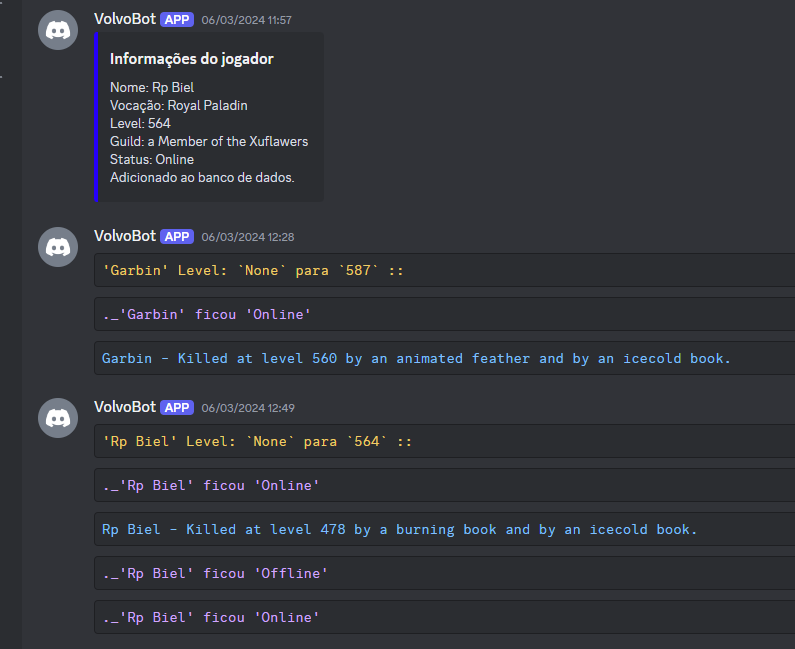 VolvoBot APP 06/03/2024 11:57
Informações do jogador
Nome: Rp Biel
Vocação: Royal Paladin
Level: 564
Guild: a Member of the Xuflawers
Status: Online
Adicionado ao banco de dados.
VolvoBot APP 06/03/2024 12:28
'Garbin' Level: `None` para `587` ::
._'Garbin' ficou 'Online'
Garbin - Killed at level 560 by an animated feather and by an icecold book.
VolvoBot APP 06/03/2024 12:49
'Rp Biel' Level: `None` para `564` ::
._'Rp Biel' ficou 'Online'
Rp Biel - Killed at level 478 by a burning book and by an icecold book.
._'Rp Biel' ficou 'Offline'
._'Rp Biel' ficou 'Online'